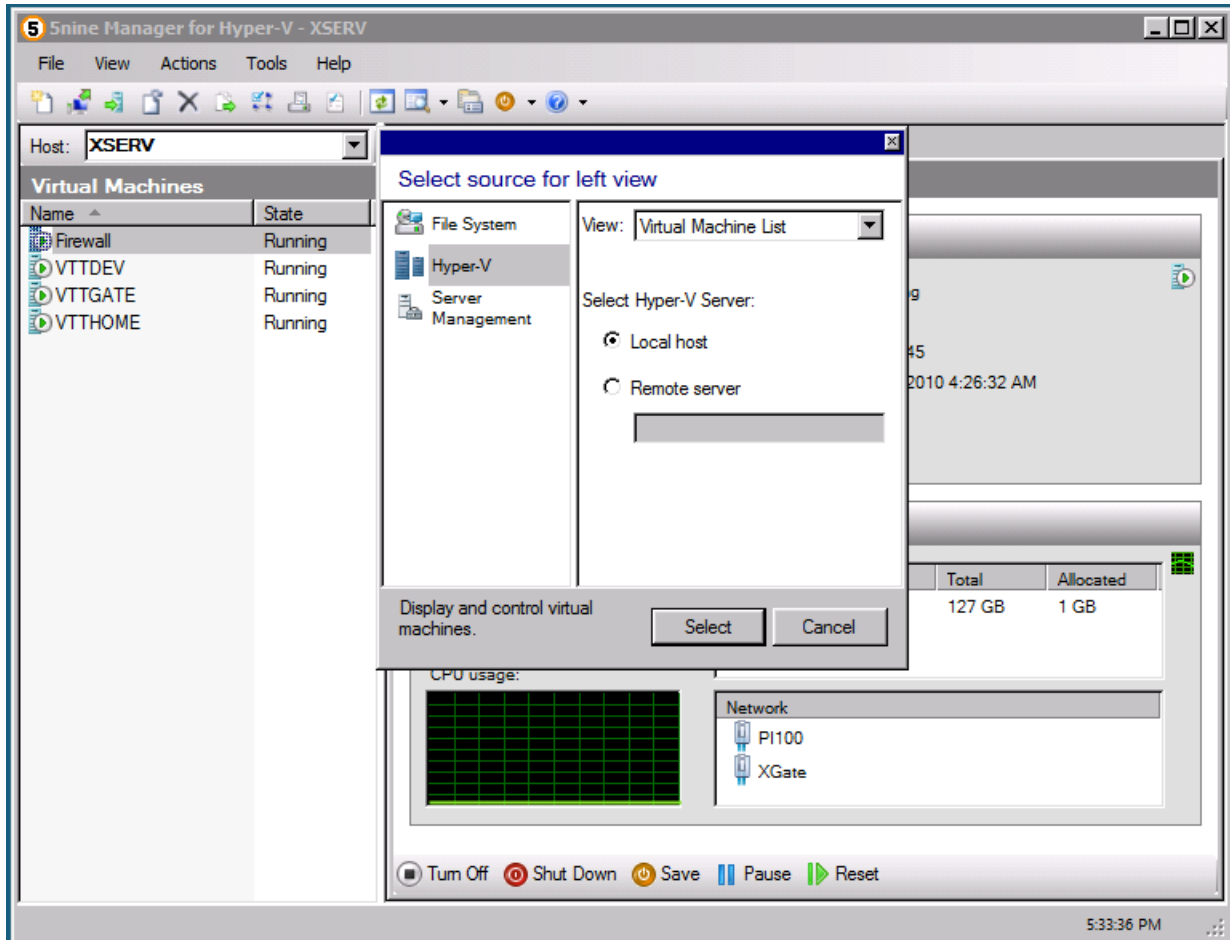 5nine Manager for Hyper-V - XSERV
File View Actions Tools Help
Host: XSERV
Virtual Machines
Name State
Firewall Running
VTTDEV Running
VTTGATE Running
VTTHOME Running
Select source for left view
File System
Hyper-V
Server
Management
View: Virtual Machine List
Select Hyper-V Server:
Local host
Remote server
Display and control virtual
machines.
Select Cancel
45
2010 4:26:32 AM
Total Allocated
127 GB 1 GB
CPU usage:
Network
PI100
XGate
Turn Off Shut Down Save Pause Reset
5:33:36 PM